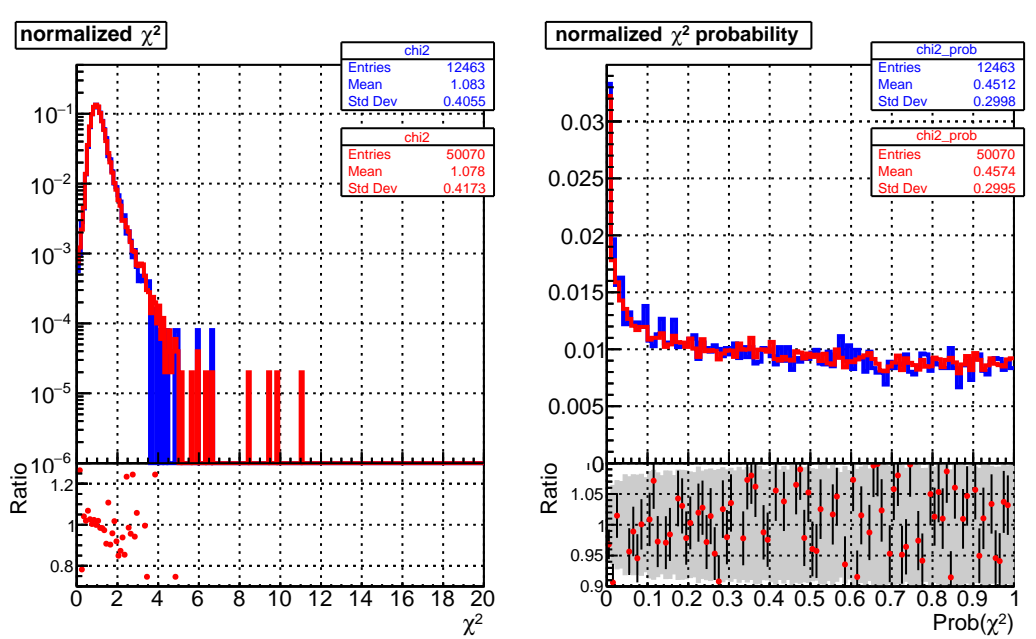 normalized χ²
chi2
Entries 12463
Mean 1.083
Std Dev 0.4055
chi2
Entries 50070
Mean 1.078
Std Dev 0.4173
10⁻¹
10⁻²
10⁻³
10⁻⁴
10⁻⁵
10⁻⁶
Ratio
1.2
1
0.8
0 2 4 6 8 10 12 14 16 18 20
χ²
normalized χ² probability
chi2_prob
Entries 12463
Mean 0.4512
Std Dev 0.2998
chi2_prob
Entries 50070
Mean 0.4574
Std Dev 0.2995
0.03
0.025
0.02
0.015
0.01
0.005
0
Ratio
1.05
1
0.95
0.9
0 0.1 0.2 0.3 0.4 0.5 0.6 0.7 0.8 0.9 1
Prob(χ²)